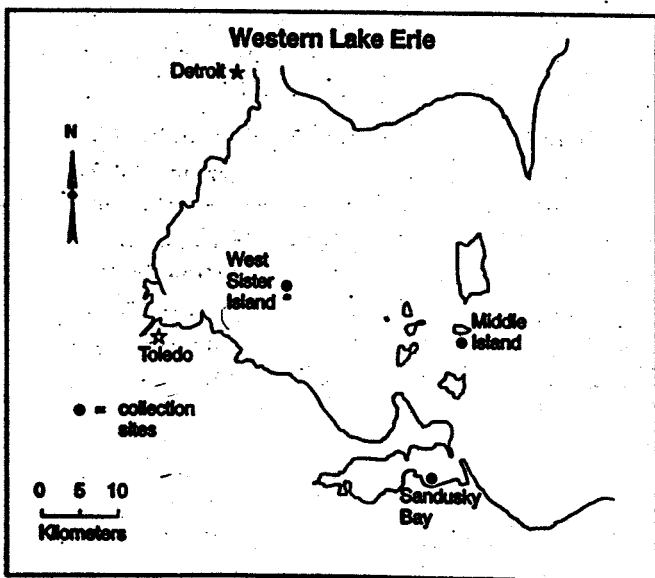 Western Lake Erie
Detroit
N
West
Sister
Island
Middle
Island
Toledo
= collection
sites
0 5 10
Kilometers
Sandusky
Bay